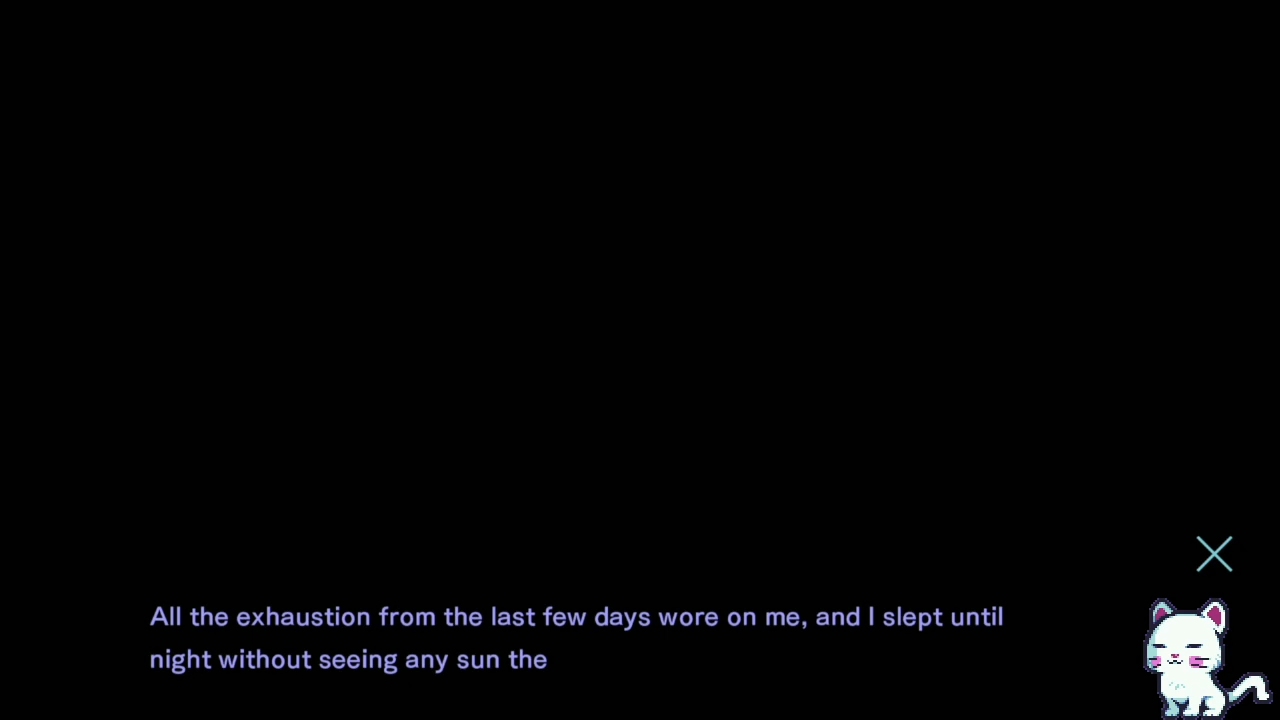 All the exhaustion from the last few days wore on me, and I slept until
night without seeing any sun the